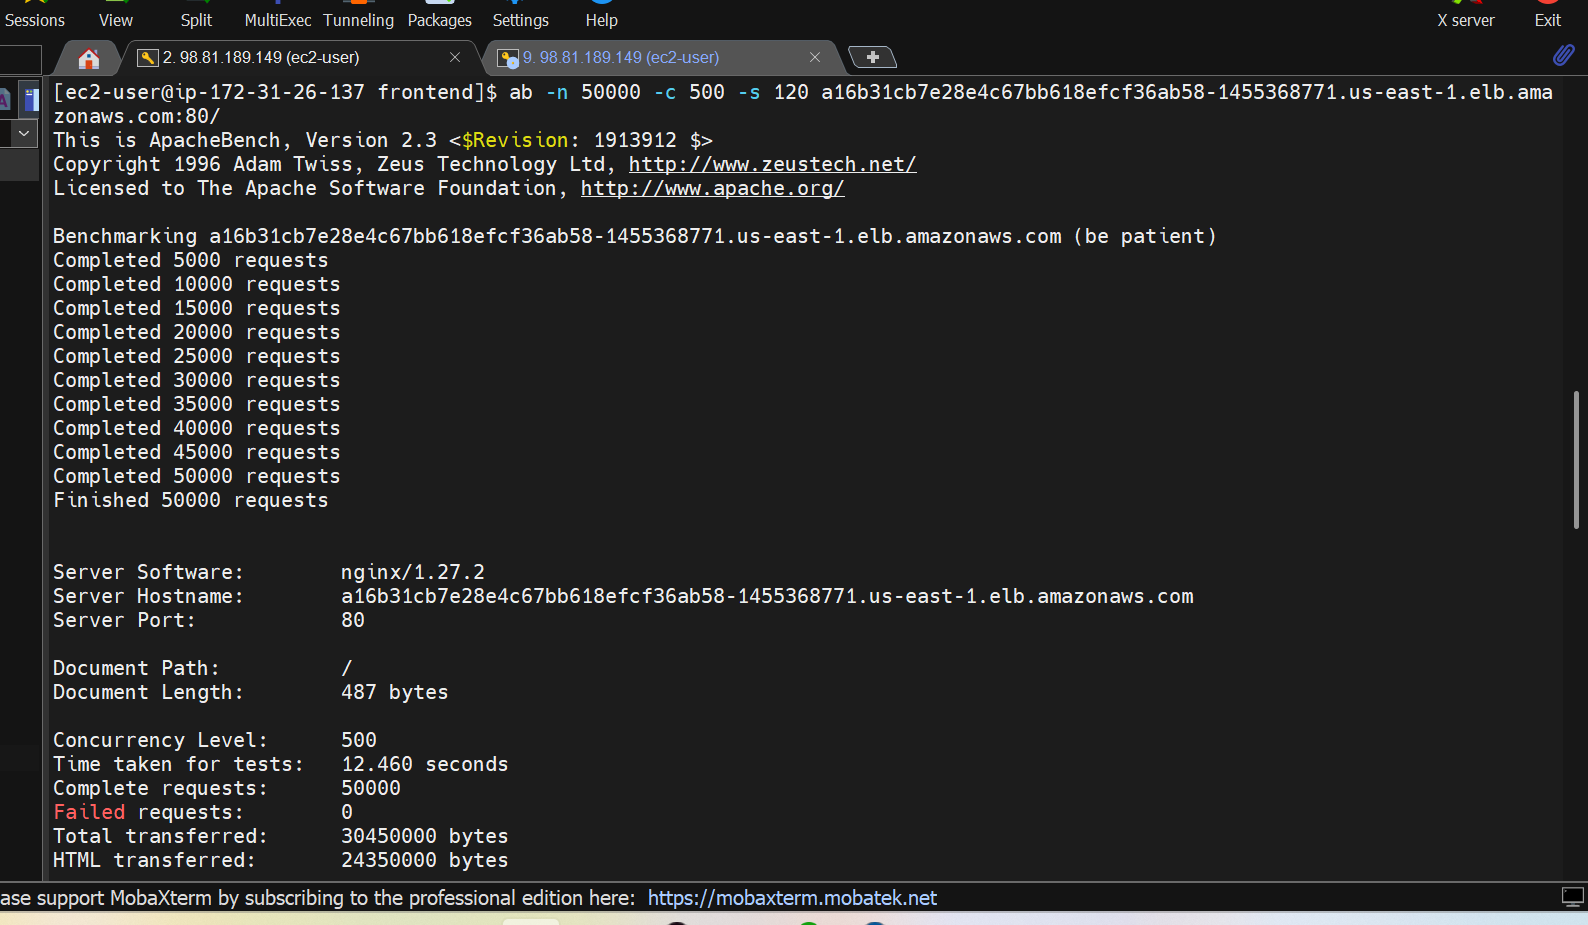 Sessions View Split MultiExec Tunneling Packages Settings Help X server Exit
2. 98.81.189.149 (ec2-user) 9. 98.81.189.149 (ec2-user)
[ec2-user@ip-172-31-26-137 frontend]$ ab -n 50000 -c 500 -s 120 a16b31cb7e28e4c67bb618efcf36ab58-1455368771.us-east-1.elb.ama
zonaws.com:80/
This is ApacheBench, Version 2.3 <$Revision: 1913912 $>
Copyright 1996 Adam Twiss, Zeus Technology Ltd, http://www.zeustech.net/
Licensed to The Apache Software Foundation, http://www.apache.org/
Benchmarking a16b31cb7e28e4c67bb618efcf36ab58-1455368771.us-east-1.elb.amazonaws.com (be patient)
Completed 5000 requests
Completed 10000 requests
Completed 15000 requests
Completed 20000 requests
Completed 25000 requests
Completed 30000 requests
Completed 35000 requests
Completed 40000 requests
Completed 45000 requests
Completed 50000 requests
Finished 50000 requests
Server Software: nginx/1.27.2
Server Hostname: a16b31cb7e28e4c67bb618efcf36ab58-1455368771.us-east-1.elb.amazonaws.com
Server Port: 80
Document Path: /
Document Length: 487 bytes
Concurrency Level: 500
Time taken for tests: 12.460 seconds
Complete requests: 50000
Failed requests: 0
Total transferred: 30450000 bytes
HTML transferred: 24350000 bytes
ase support MobaXterm by subscribing to the professional edition here: https://mobaxterm.mobatek.net